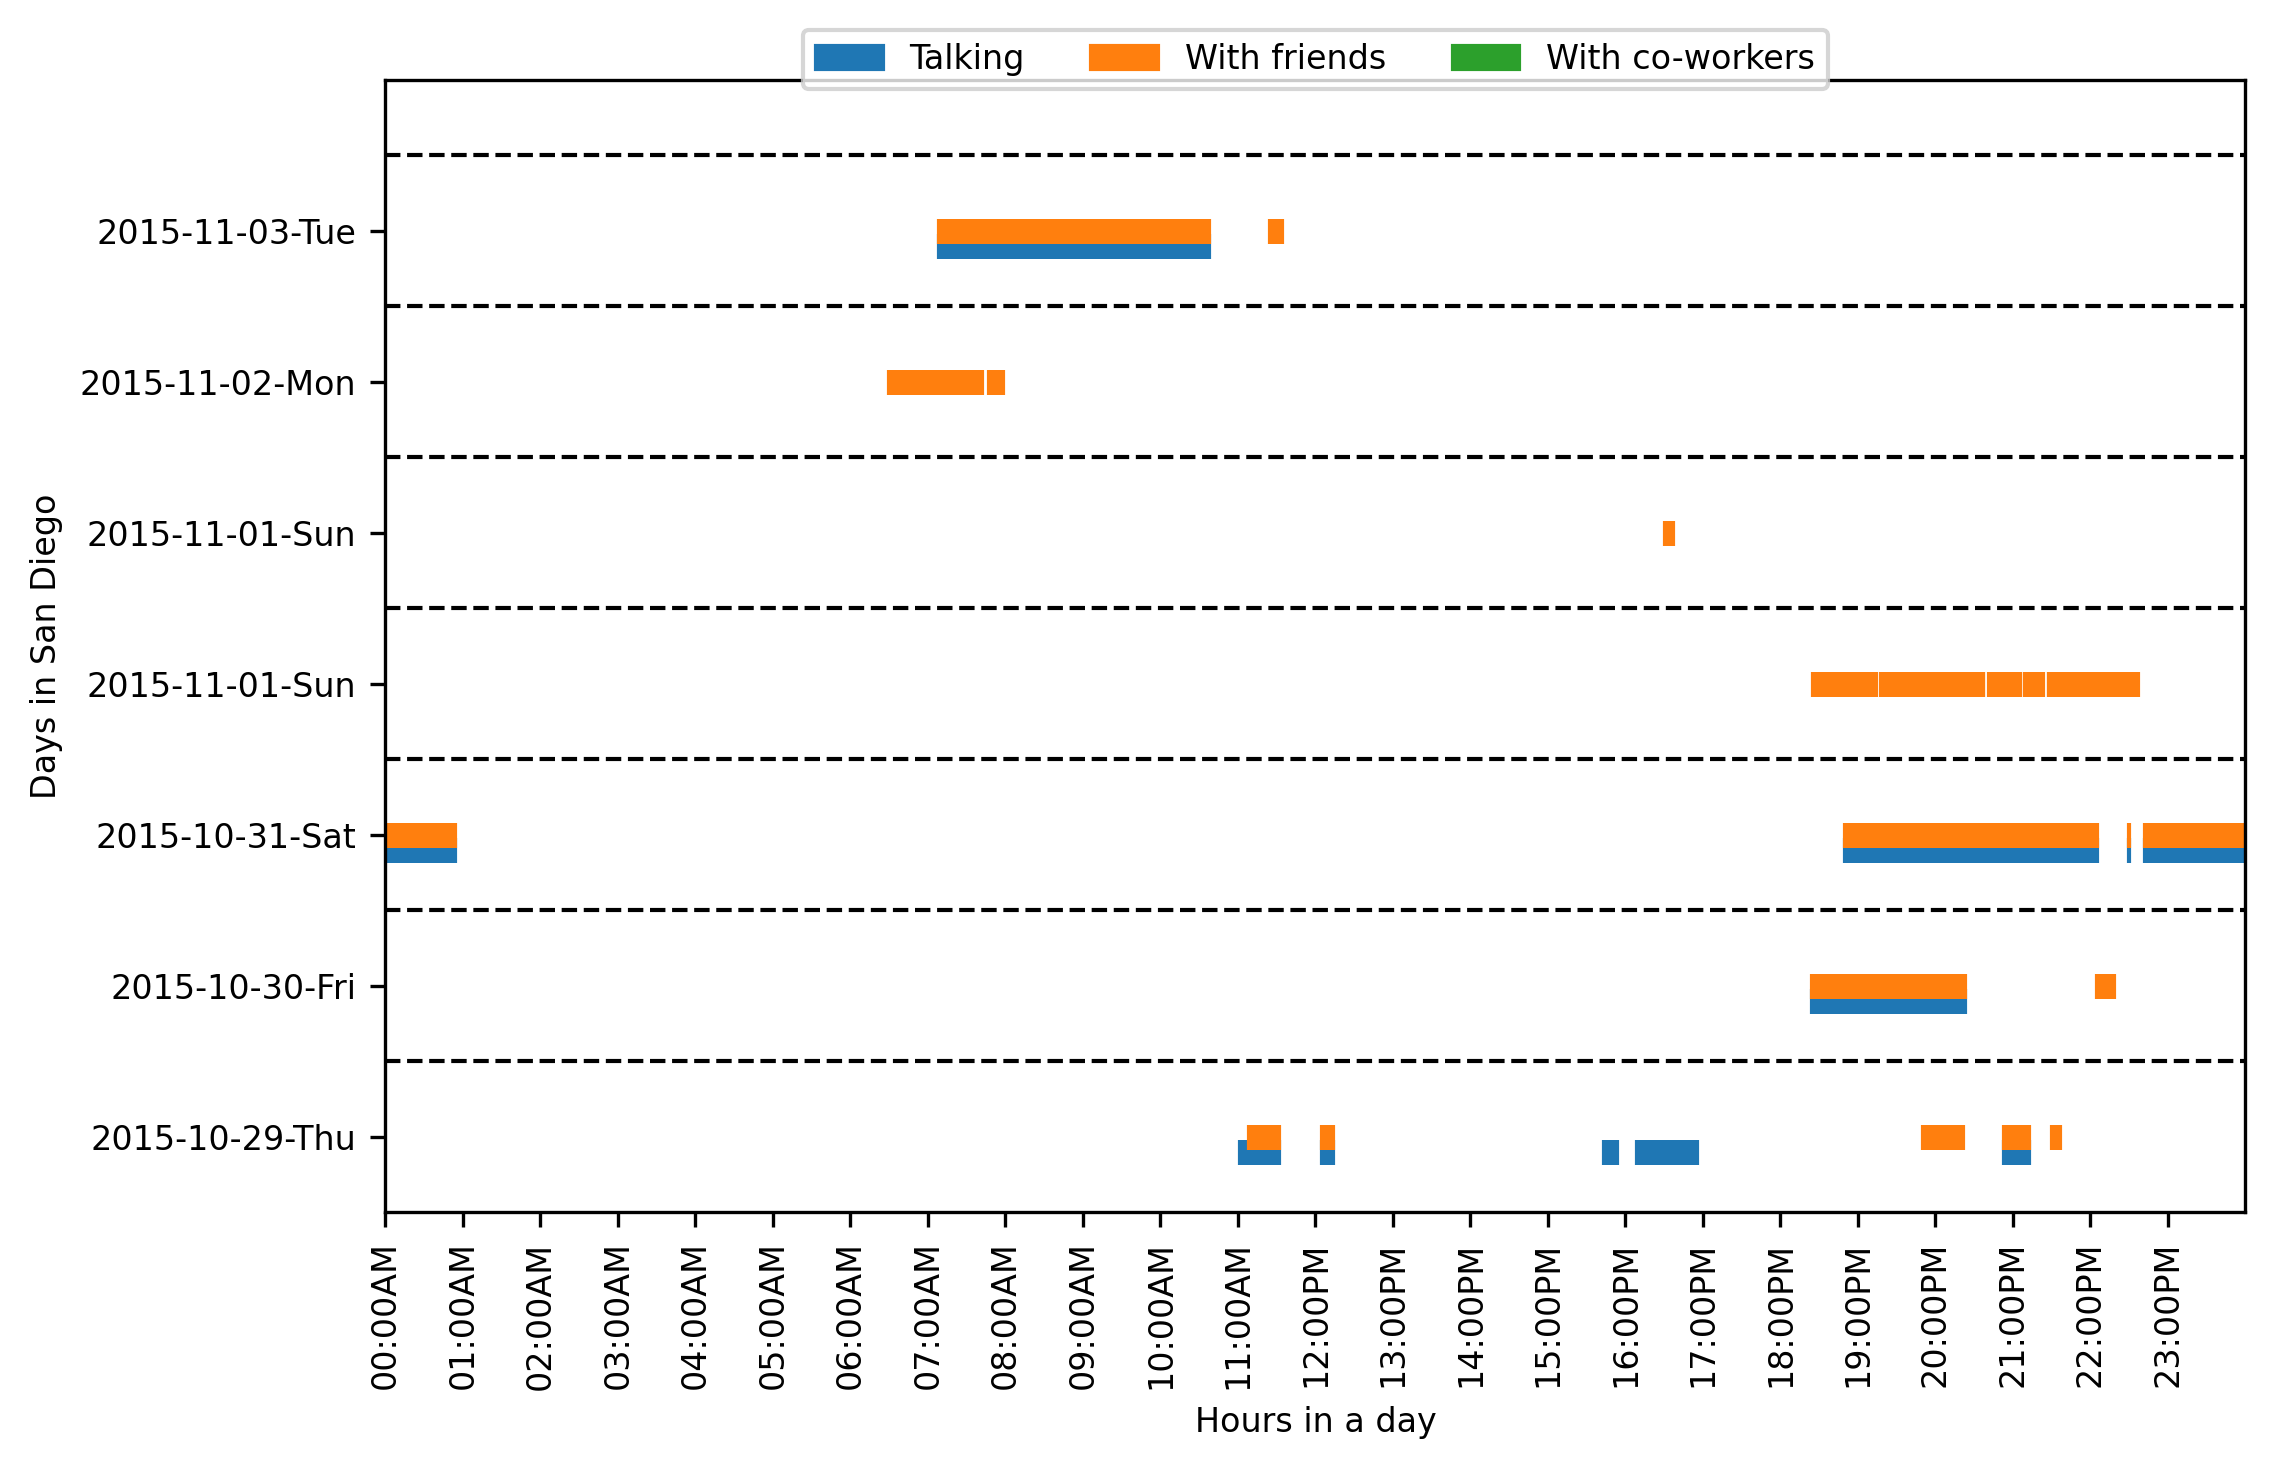 Talking With friends With co-workers
2015-11-03-Tue
2015-11-02-Mon
2015-11-01-Sun
2015-11-01-Sun
2015-10-31-Sat
2015-10-30-Fri
2015-10-29-Thu
Days in San Diego
00:00AM
01:00AM
02:00AM
03:00AM
04:00AM
05:00AM
06:00AM
07:00AM
08:00AM
09:00AM
10:00AM
11:00AM
12:00PM
13:00PM
14:00PM
15:00PM
16:00PM
17:00PM
18:00PM
19:00PM
20:00PM
21:00PM
22:00PM
23:00PM
Hours in a day